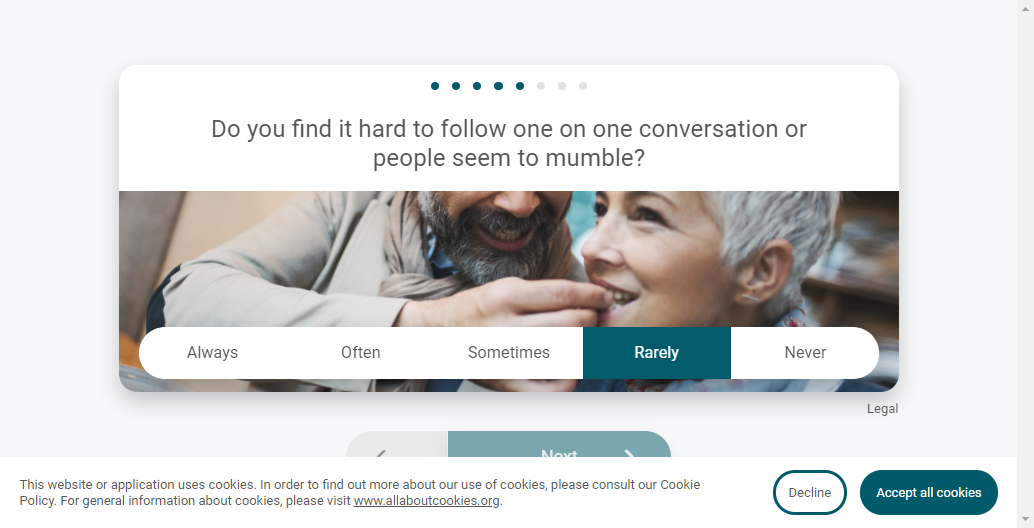 Do you find it hard to follow one on one conversation or
people seem to mumble?
Always
Often
Sometimes
Rarely
Never
Legal
Next
This website or application uses cookies. In order to find out more about our use of cookies, please consult our Cookie
Policy. For general information about cookies, please visit www.allaboutcookies.org.
Decline
Accept all cookies